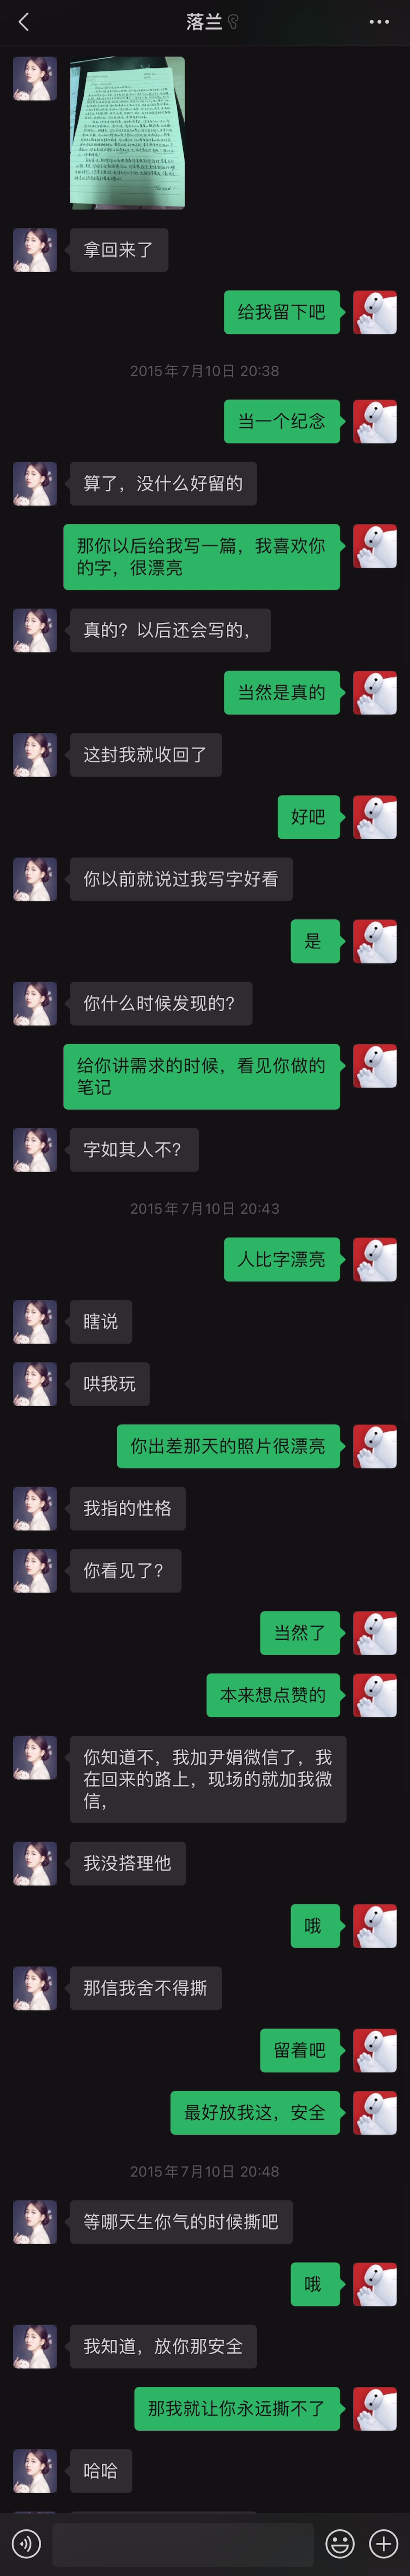 落兰
拿回来了
给我留下吧
2015年7月10日 20:38
当一个纪念
算了，没什么好留的
那你以后给我写一篇，我喜欢你
的字，很漂亮
真的？以后还会写的，
当然是真的
这封我就收回了
好吧
你以前就说过我写字好看
是
你什么时候发现的？
给你讲需求的时候，看见你做的
笔记
字如其人不？
2015年7月10日 20:43
人比字漂亮
瞎说
哄我玩
你出差那天的照片很漂亮
我指的性格
你看见了？
当然了
本来想点赞的
你知道不，我加尹娟微信了，我
在回来的路上，现场的就加我微
信，
我没搭理他
哦
那信我舍不得撕
留着吧
最好放我这，安全
2015年7月10日 20:48
等哪天生你气的时候撕吧
哦
我知道，放你那安全
那我就让你永远撕不了
哈哈